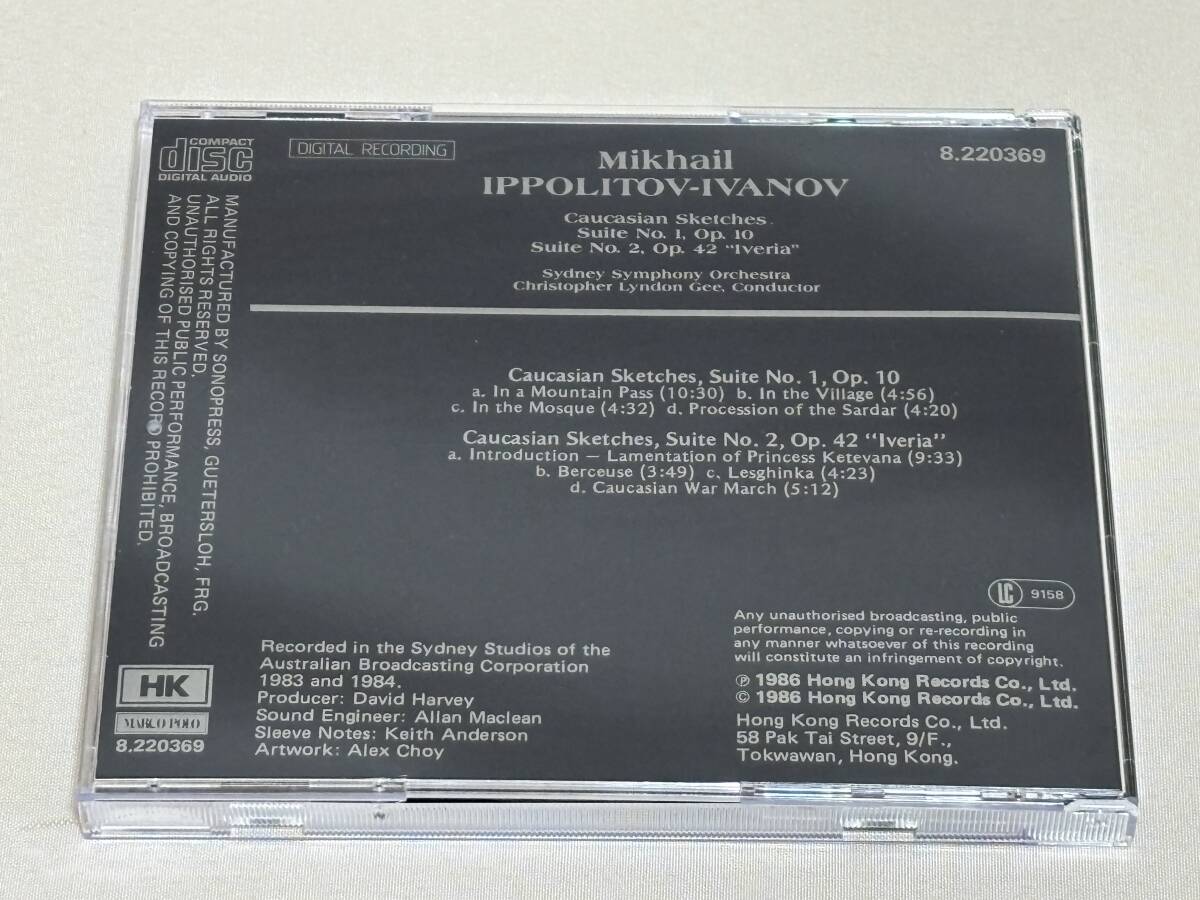 COMPACT
disc
DIGITAL AUDIO
DIGITAL RECORDING
Mikhail
IPPOLITOV-IVANOV
8.220369
Caucasian Sketches
Suite No. 1, Op. 10
Suite No. 2, Op. 42 "Iveria"
Sydney Symphony Orchestra
Christopher Lyndon Gee, Conductor
MANUFACTURED BY SONOPRESS, GUETERSLOH, FRG.
ALL RIGHTS RESERVED.
UNAUTHORISED PUBLIC PERFORMANCE, BROADCASTING
AND COPYING OF THIS RECORD PROHIBITED.
Caucasian Sketches, Suite No. 1, Op. 10
a. In a Mountain Pass (10:30) b. In the Village (4:56)
c. In the Mosque (4:32) d. Procession of the Sardar (4:20)
Caucasian Sketches, Suite No. 2, Op. 42 "Iveria"
a. Introduction — Lamentation of Princess Ketevana (9:33)
b. Berceuse (3:49) c. Lesghinka (4:23)
d. Caucasian War March (5:12)
LC 9158
Recorded in the Sydney Studios of the
Australian Broadcasting Corporation
1983 and 1984.
Producer: David Harvey
Sound Engineer: Allan Maclean
Sleeve Notes: Keith Anderson
Artwork: Alex Choy
Any unauthorised broadcasting, public
performance, copying or re-recording in
any manner whatsoever of this recording
will constitute an infringement of copyright.
℗ 1986 Hong Kong Records Co., Ltd.
© 1986 Hong Kong Records Co., Ltd.
Hong Kong Records Co., Ltd.
58 Pak Tai Street, 9/F.,
Tokwawan, Hong Kong.
HK
MARCO POLO
8.220369